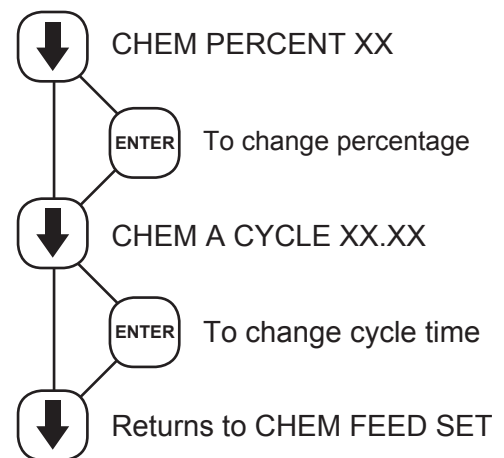 CHEM PERCENT XX
ENTER To change percentage
CHEM A CYCLE XX.XX
ENTER To change cycle time
Returns to CHEM FEED SET